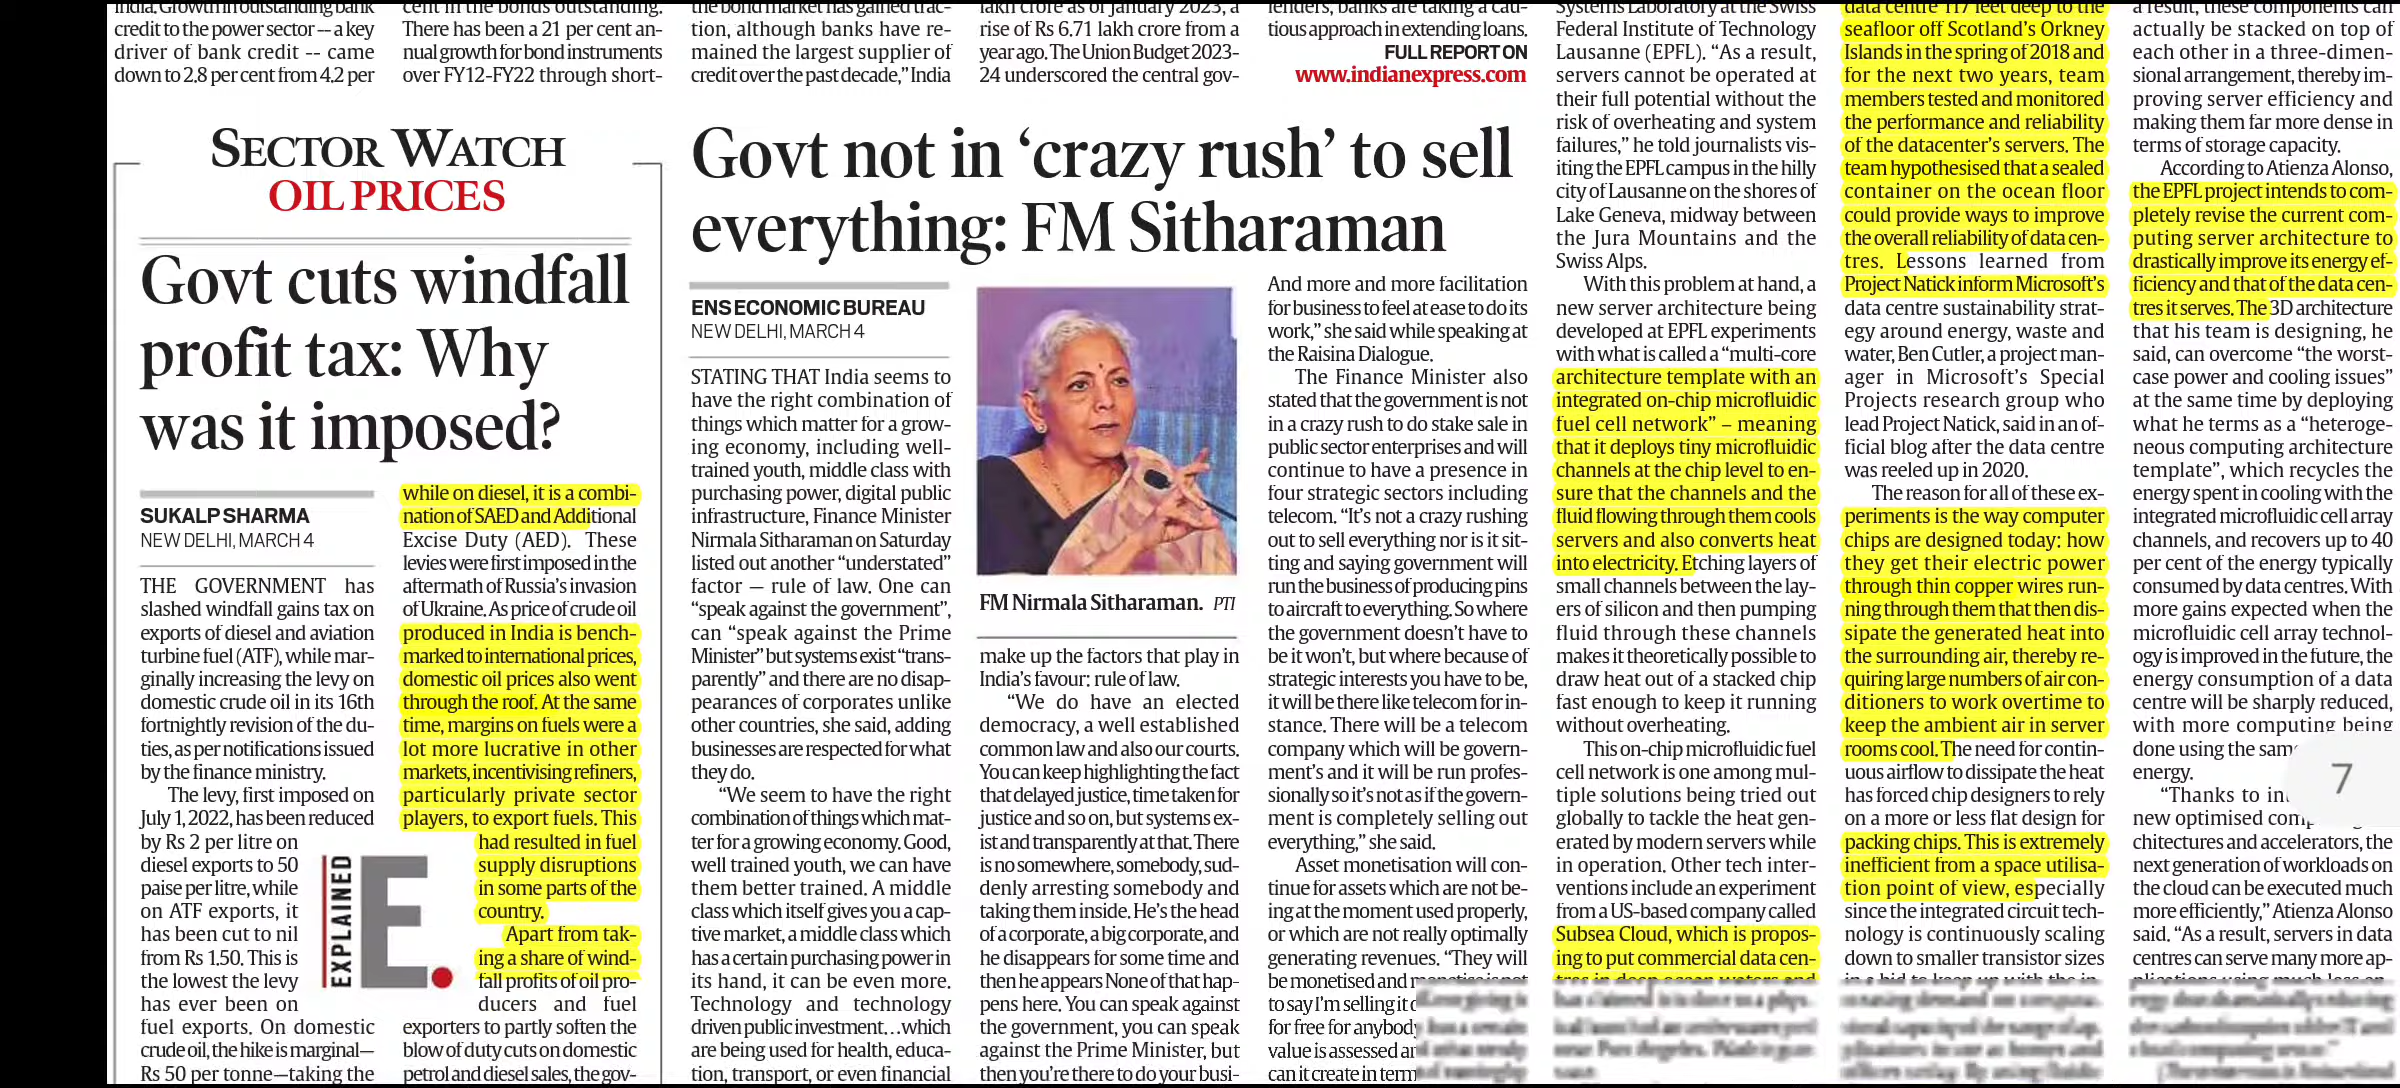 India. Growth in outstanding bank
credit to the power sector -- a key
driver of bank credit -- came
down to 2.8 per cent from 4.2 per
cent in the bonds outstanding.
There has been a 21 per cent an-
nual growth for bond instruments
over FY12-FY22 through short-
the bond market has gained trac-
tion, although banks have re-
mained the largest supplier of
credit over the past decade,” India
lakh crore as of January 2023, a
rise of Rs 6.71 lakh crore from a
year ago. The Union Budget 2023-
24 underscored the central gov-
lenders, banks are taking a cau-
tious approach in extending loans.
FULL REPORT ON
www.indianexpress.com
SECTOR WATCH
OIL PRICES
Govt cuts windfall
profit tax: Why
was it imposed?
SUKALP SHARMA
NEW DELHI, MARCH 4
THE GOVERNMENT has
slashed windfall gains tax on
exports of diesel and aviation
turbine fuel (ATF), while mar-
ginally increasing the levy on
domestic crude oil in its 16th
fortnightly revision of the du-
ties, as per notifications issued
by the finance ministry.
The levy, first imposed on
July 1, 2022, has been reduced
by Rs 2 per litre on
diesel exports to 50
paise per litre, while
on ATF exports, it
has been cut to nil
from Rs 1.50. This is
the lowest the levy
has ever been on
fuel exports. On domestic
crude oil, the hike is marginal—
Rs 50 per tonne—taking the
EXPLAINED
E.
while on diesel, it is a combi-
nation of SAED and Additional
Excise Duty (AED). These
levies were first imposed in the
aftermath of Russia’s invasion
of Ukraine. As price of crude oil
produced in India is bench-
marked to international prices,
domestic oil prices also went
through the roof. At the same
time, margins on fuels were a
lot more lucrative in other
markets, incentivising refiners,
particularly private sector
players, to export fuels. This
had resulted in fuel
supply disruptions
in some parts of the
country.
Apart from tak-
ing a share of wind-
fall profits of oil pro-
ducers and fuel
exporters to partly soften the
blow of duty cuts on domestic
petrol and diesel sales, the gov-
Govt not in ‘crazy rush’ to sell
everything: FM Sitharaman
ENS ECONOMIC BUREAU
NEW DELHI, MARCH 4
STATING THAT India seems to
have the right combination of
things which matter for a grow-
ing economy, including well-
trained youth, middle class with
purchasing power, digital public
infrastructure, Finance Minister
Nirmala Sitharaman on Saturday
listed out another “understated”
factor — rule of law. One can
“speak against the government”,
can “speak against the Prime
Minister” but systems exist “trans-
parently” and there are no disap-
pearances of corporates unlike
other countries, she said, adding
businesses are respected for what
they do.
“We seem to have the right
combination of things which mat-
ter for a growing economy. Good,
well trained youth, we can have
them better trained. A middle
class which itself gives you a cap-
tive market, a middle class which
has a certain purchasing power in
its hand, it can be even more.
Technology and technology
driven public investment…which
are being used for health, educa-
tion, transport, or even financial
FM Nirmala Sitharaman. PTI
make up the factors that play in
India’s favour: rule of law.
“We do have an elected
democracy, a well established
common law and also our courts.
You can keep highlighting the fact
that delayed justice, time taken for
justice and so on, but systems ex-
ist and transparently at that. There
is no somewhere, somebody, sud-
denly arresting somebody and
taking them inside. He’s the head
of a corporate, a big corporate, and
he disappears for some time and
then he appears None of that hap-
pens here. You can speak against
the government, you can speak
against the Prime Minister, but
then you’re there to do your busi-
And more and more facilitation
for business to feel at ease to do its
work,” she said while speaking at
the Raisina Dialogue.
The Finance Minister also
stated that the government is not
in a crazy rush to do stake sale in
public sector enterprises and will
continue to have a presence in
four strategic sectors including
telecom. “It’s not a crazy rushing
out to sell everything nor is it sit-
ting and saying government will
run the business of producing pins
to aircraft to everything. So where
the government doesn’t have to
be it won’t, but where because of
strategic interests you have to be,
it will be there like telecom for in-
stance. There will be a telecom
company which will be govern-
ment’s and it will be run profes-
sionally so it’s not as if the govern-
ment is completely selling out
everything,” she said.
Asset monetisation will con-
tinue for assets which are not be-
ing at the moment used properly,
or which are not really optimally
generating revenues. “They will
be monetised and monetise is not
to say I’m selling it
for free for anybody
value is assessed
can it create in
Systems Laboratory at the Swiss
Federal Institute of Technology
Lausanne (EPFL). “As a result,
servers cannot be operated at
their full potential without the
risk of overheating and system
failures,” he told journalists vis-
iting the EPFL campus in the hilly
city of Lausanne on the shores of
Lake Geneva, midway between
the Jura Mountains and the
Swiss Alps.
With this problem at hand, a
new server architecture being
developed at EPFL experiments
with what is called a “multi-core
architecture template with an
integrated on-chip microfluidic
fuel cell network” – meaning
that it deploys tiny microfluidic
channels at the chip level to en-
sure that the channels and the
fluid flowing through them cools
servers and also converts heat
into electricity. Etching layers of
small channels between the lay-
ers of silicon and then pumping
fluid through these channels
makes it theoretically possible to
draw heat out of a stacked chip
fast enough to keep it running
without overheating.
This on-chip microfluidic fuel
cell network is one among mul-
tiple solutions being tried out
globally to tackle the heat gen-
erated by modern servers while
in operation. Other tech inter-
ventions include an experiment
from a US-based company called
Subsea Cloud, which is propos-
ing to put commercial data cen-
tres in deep ocean waters and
data centre 117 feet deep to the
seafloor off Scotland’s Orkney
Islands in the spring of 2018 and
for the next two years, team
members tested and monitored
the performance and reliability
of the datacenter’s servers. The
team hypothesised that a sealed
container on the ocean floor
could provide ways to improve
the overall reliability of data cen-
tres. Lessons learned from
Project Natick inform Microsoft’s
data centre sustainability strat-
egy around energy, waste and
water, Ben Cutler, a project man-
ager in Microsoft’s Special
Projects research group who
lead Project Natick, said in an of-
ficial blog after the data centre
was reeled up in 2020.
The reason for all of these ex-
periments is the way computer
chips are designed today: how
they get their electric power
through thin copper wires run-
ning through them that then dis-
sipate the generated heat into
the surrounding air, thereby re-
quiring large numbers of air con-
ditioners to work overtime to
keep the ambient air in server
rooms cool. The need for contin-
uous airflow to dissipate the heat
has forced chip designers to rely
on a more or less flat design for
packing chips. This is extremely
inefficient from a space utilisa-
tion point of view, especially
since the integrated circuit tech-
nology is continuously scaling
down to smaller transistor sizes
in a bid to keep up with the in-
a result, these components can
actually be stacked on top of
each other in a three-dimen-
sional arrangement, thereby im-
proving server efficiency and
making them far more dense in
terms of storage capacity.
According to Atienza Alonso,
the EPFL project intends to com-
pletely revise the current com-
puting server architecture to
drastically improve its energy ef-
ficiency and that of the data cen-
tres it serves. The 3D architecture
that his team is designing, he
said, can overcome “the worst-
case power and cooling issues”
at the same time by deploying
what he terms as a “heteroge-
neous computing architecture
template”, which recycles the
energy spent in cooling with the
integrated microfluidic cell array
channels, and recovers up to 40
per cent of the energy typically
consumed by data centres. With
more gains expected when the
microfluidic cell array technol-
ogy is improved in the future, the
energy consumption of a data
centre will be sharply reduced,
with more computing being
done using the same
energy.
“Thanks to
new optimised
chitectures and accelerators, the
next generation of workloads on
the cloud can be executed much
more efficiently,” Atienza Alonso
said. “As a result, servers in data
centres can serve many more ap-
7